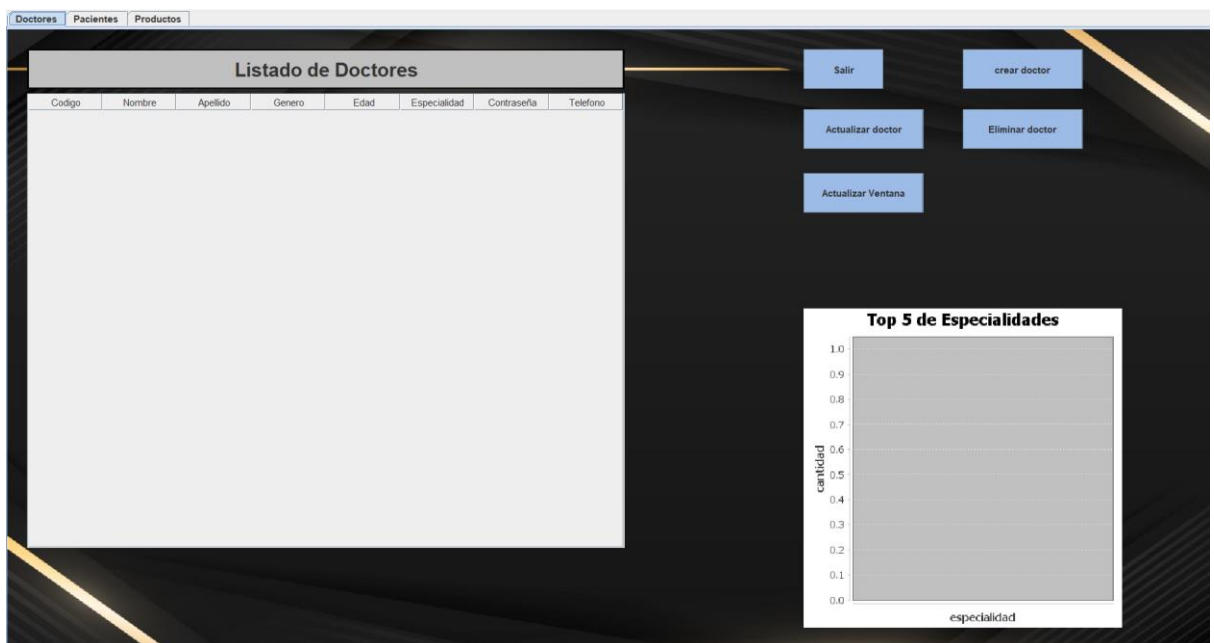 Doctores Pacientes Productos
Listado de Doctores
Codigo Nombre Apellido Genero Edad Especialidad Contraseña Telefono
Salir crear doctor
Actualizar doctor Eliminar doctor
Actualizar Ventana
Top 5 de Especialidades
1.0
0.9
0.8
0.7
0.6
0.5
0.4
0.3
0.2
0.1
0.0
cantidad
especialidad